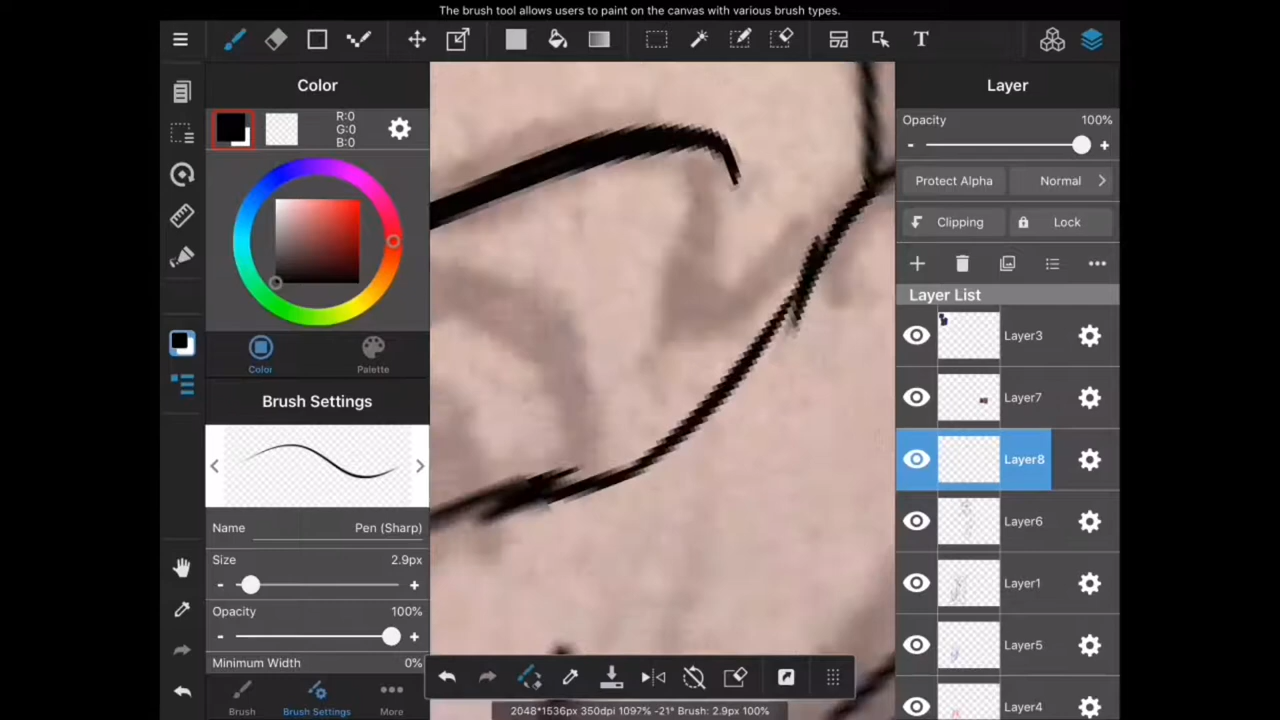 The brush tool allows users to paint on the canvas with various brush types.
T
Color
R:0
G:0
B:0
Color
Palette
Brush Settings
Name
Pen (Sharp)
Size
2.9px
-
+
Opacity
100%
-
+
Minimum Width
0%
Brush
Brush Settings
More
2048*1536px 350dpi 1097% -21° Brush: 2.9px 100%
Layer
Opacity
100%
-
+
Protect Alpha
Normal
Clipping
Lock
Layer List
Layer3
Layer7
Layer8
Layer6
Layer1
Layer5
Layer4